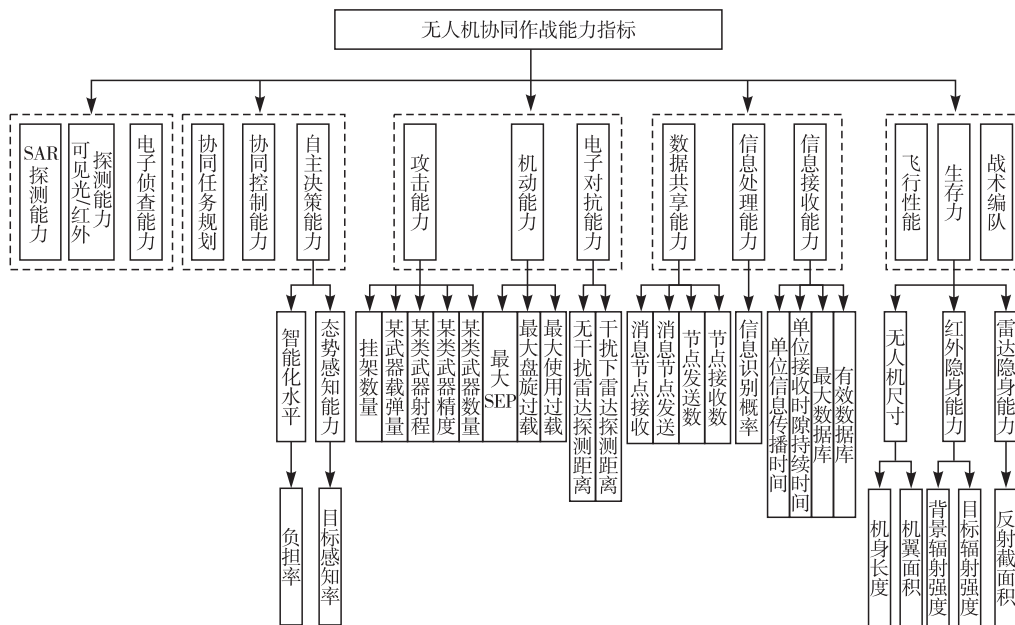 无人机协同作战能力指标
SAR探测能力
可见光/红外探测能力
电子侦查能力
协同任务规划
协同控制能力
自主决策能力
攻击能力
机动能力
电子对抗能力
数据共享能力
信息处理能力
信息接收能力
飞行性能
生存力
战术编队
智能化水平
态势感知能力
挂架数量
某武器载弹量
某类武器射程
某类武器精度
某类武器数量
最大SEP
最大盘旋过载
最大使用过载
无干扰雷达探测距离
干扰下雷达探测距离
消息节点接收
消息节点发送
节点发送数
节点接收数
信息识别概率
单位信息传播时间
单位接收时隙持续时间
最大数据库
有效数据库
无人机尺寸
红外隐身能力
雷达隐身能力
负担率
目标感知率
机身长度
机翼面积
背景辐射强度
目标辐射强度
反射截面积